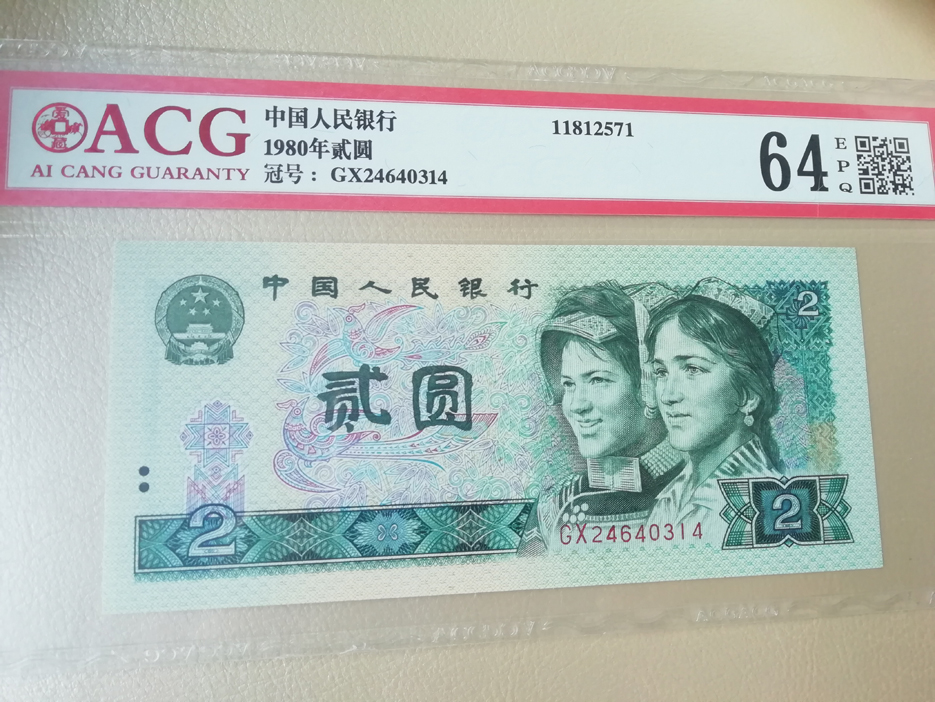 ACG
AI CANG GUARANTY
中国人民银行
1980年贰圆
冠号： GX24640314
11812571
64
E
P
Q
中国人民银行
2
贰圆
2
GX24640314
2